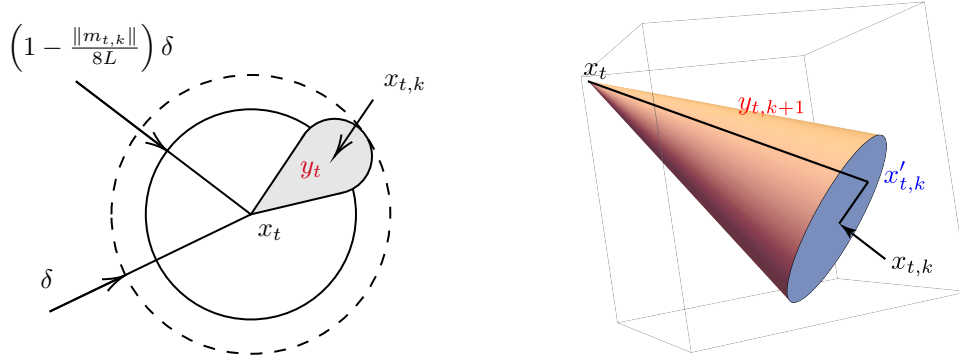 $\left(1 - \frac{\|m_{t,k}\|}{8L}\right)\delta$
$x_{t,k}$
$y_t$
$x_t$
$\delta$
$x_t$
$y_{t,k+1}$
$x'_{t,k}$
$x_{t,k}$